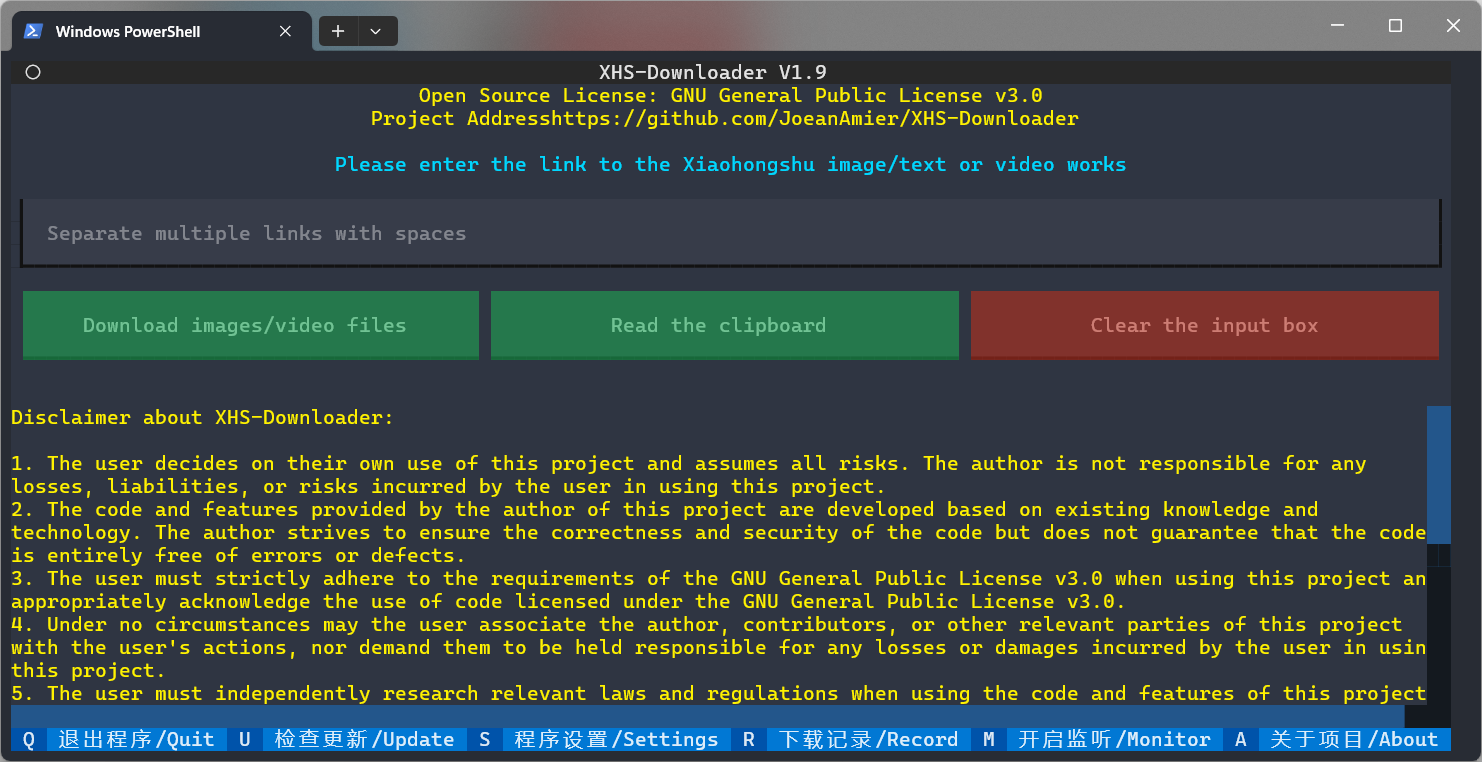 Windows PowerShell
XHS-Downloader V1.9
Open Source License: GNU General Public License v3.0
Project Addresshttps://github.com/JoeanAmier/XHS-Downloader
Please enter the link to the Xiaohongshu image/text or video works
Separate multiple links with spaces
Download images/video files Read the clipboard Clear the input box
Disclaimer about XHS-Downloader:
1. The user decides on their own use of this project and assumes all risks. The author is not responsible for any
losses, liabilities, or risks incurred by the user in using this project.
2. The code and features provided by the author of this project are developed based on existing knowledge and
technology. The author strives to ensure the correctness and security of the code but does not guarantee that the code
is entirely free of errors or defects.
3. The user must strictly adhere to the requirements of the GNU General Public License v3.0 when using this project an
appropriately acknowledge the use of code licensed under the GNU General Public License v3.0.
4. Under no circumstances may the user associate the author, contributors, or other relevant parties of this project
with the user's actions, nor demand them to be held responsible for any losses or damages incurred by the user in usin
this project.
5. The user must independently research relevant laws and regulations when using the code and features of this project
Q 退出程序/Quit U 检查更新/Update S 程序设置/Settings R 下载记录/Record M 开启监听/Monitor A 关于项目/About